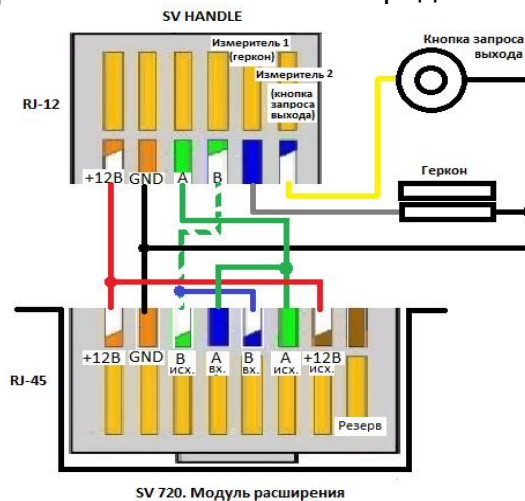 SV HANDLE
Измеритель 1
(геркон)
Измеритель 2
(кнопка
запроса
выхода)
Кнопка запроса
выхода
RJ-12
+12В GND A B
Геркон
+12В GND В исх. А вх. В вх. А исх. +12В исх.
RJ-45
Резерв
SV 720. Модуль расширения